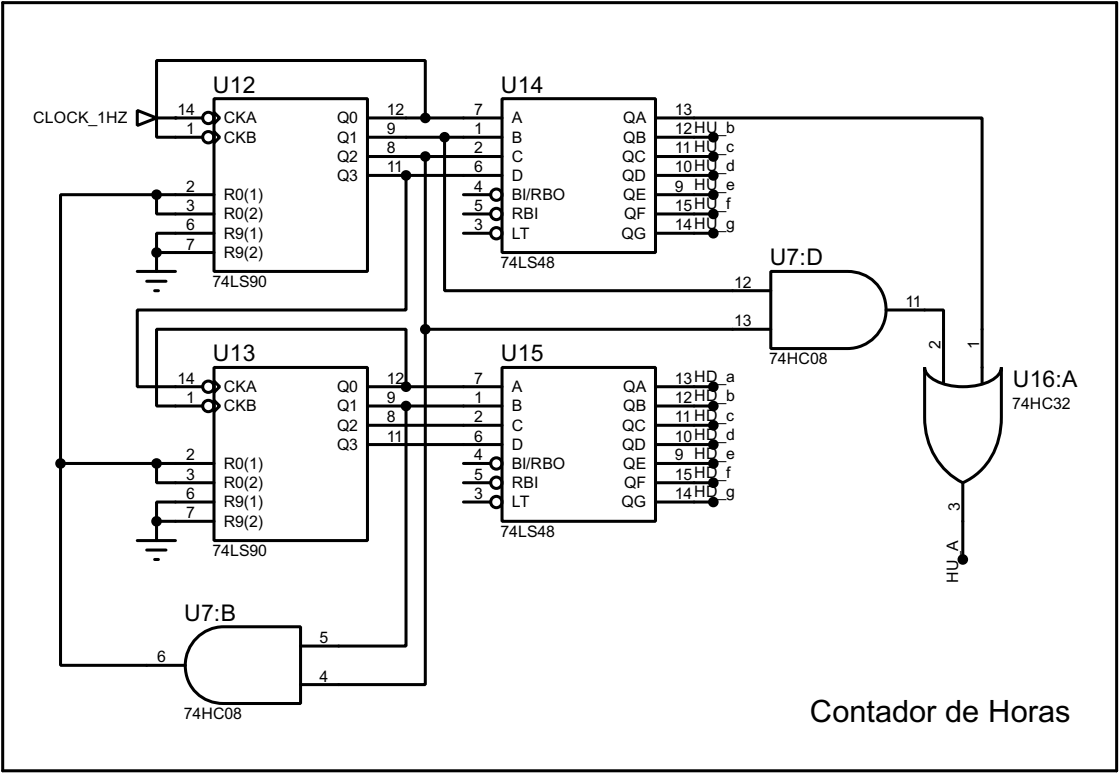 U12
CLOCK_1HZ
14 CKA Q0 12
1 CKB Q1 9
Q2 8
Q3 11
2 R0(1)
3 R0(2)
6 R9(1)
7 R9(2)
74LS90
U14
7 A QA 13
1 B QB 12 HU_b
2 C QC 11 HU_c
6 D QD 10 HU_d
4 BI/RBO QE 9 HU_e
5 RBI QF 15 HU_f
3 LT QG 14 HU_g
74LS48
U7:D
12
13
11
74HC08
U13
14 CKA Q0 12
1 CKB Q1 9
Q2 8
Q3 11
2 R0(1)
3 R0(2)
6 R9(1)
7 R9(2)
74LS90
U15
7 A QA 13 HD_a
1 B QB 12 HD_b
2 C QC 11 HD_c
6 D QD 10 HD_d
4 BI/RBO QE 9 HD_e
5 RBI QF 15 HD_f
3 LT QG 14 HD_g
74LS48
2
1
U16:A
74HC32
3
HU_A
U7:B
5
6
4
74HC08
Contador de Horas